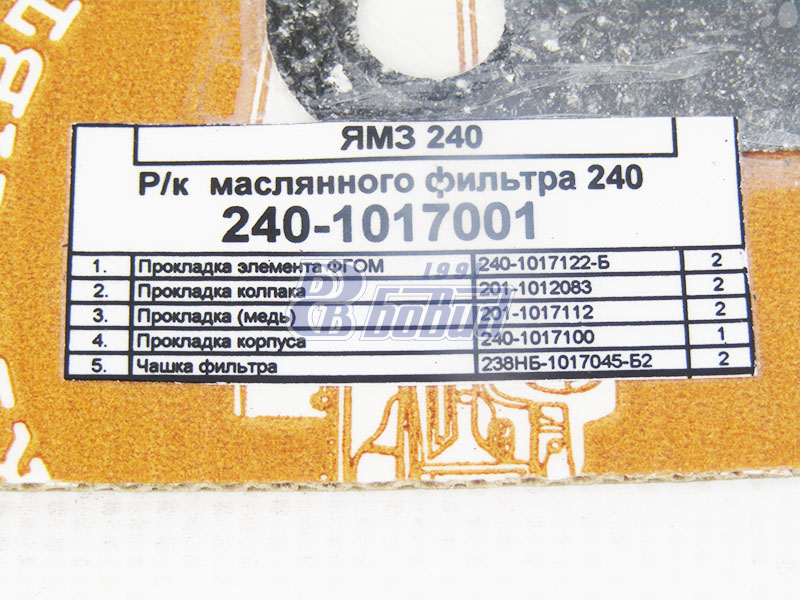 ЯМЗ 240
Р/к маслянного фильтра 240
240-1017001
1. Прокладка элемента ФГОМ 240-1017122-Б 2
2. Прокладка колпака 201-1012083 2
3. Прокладка (медь) 201-1017112 2
4. Прокладка корпуса 240-1017100 1
5. Чашка фильтра 238НБ-1017045-Б2 2